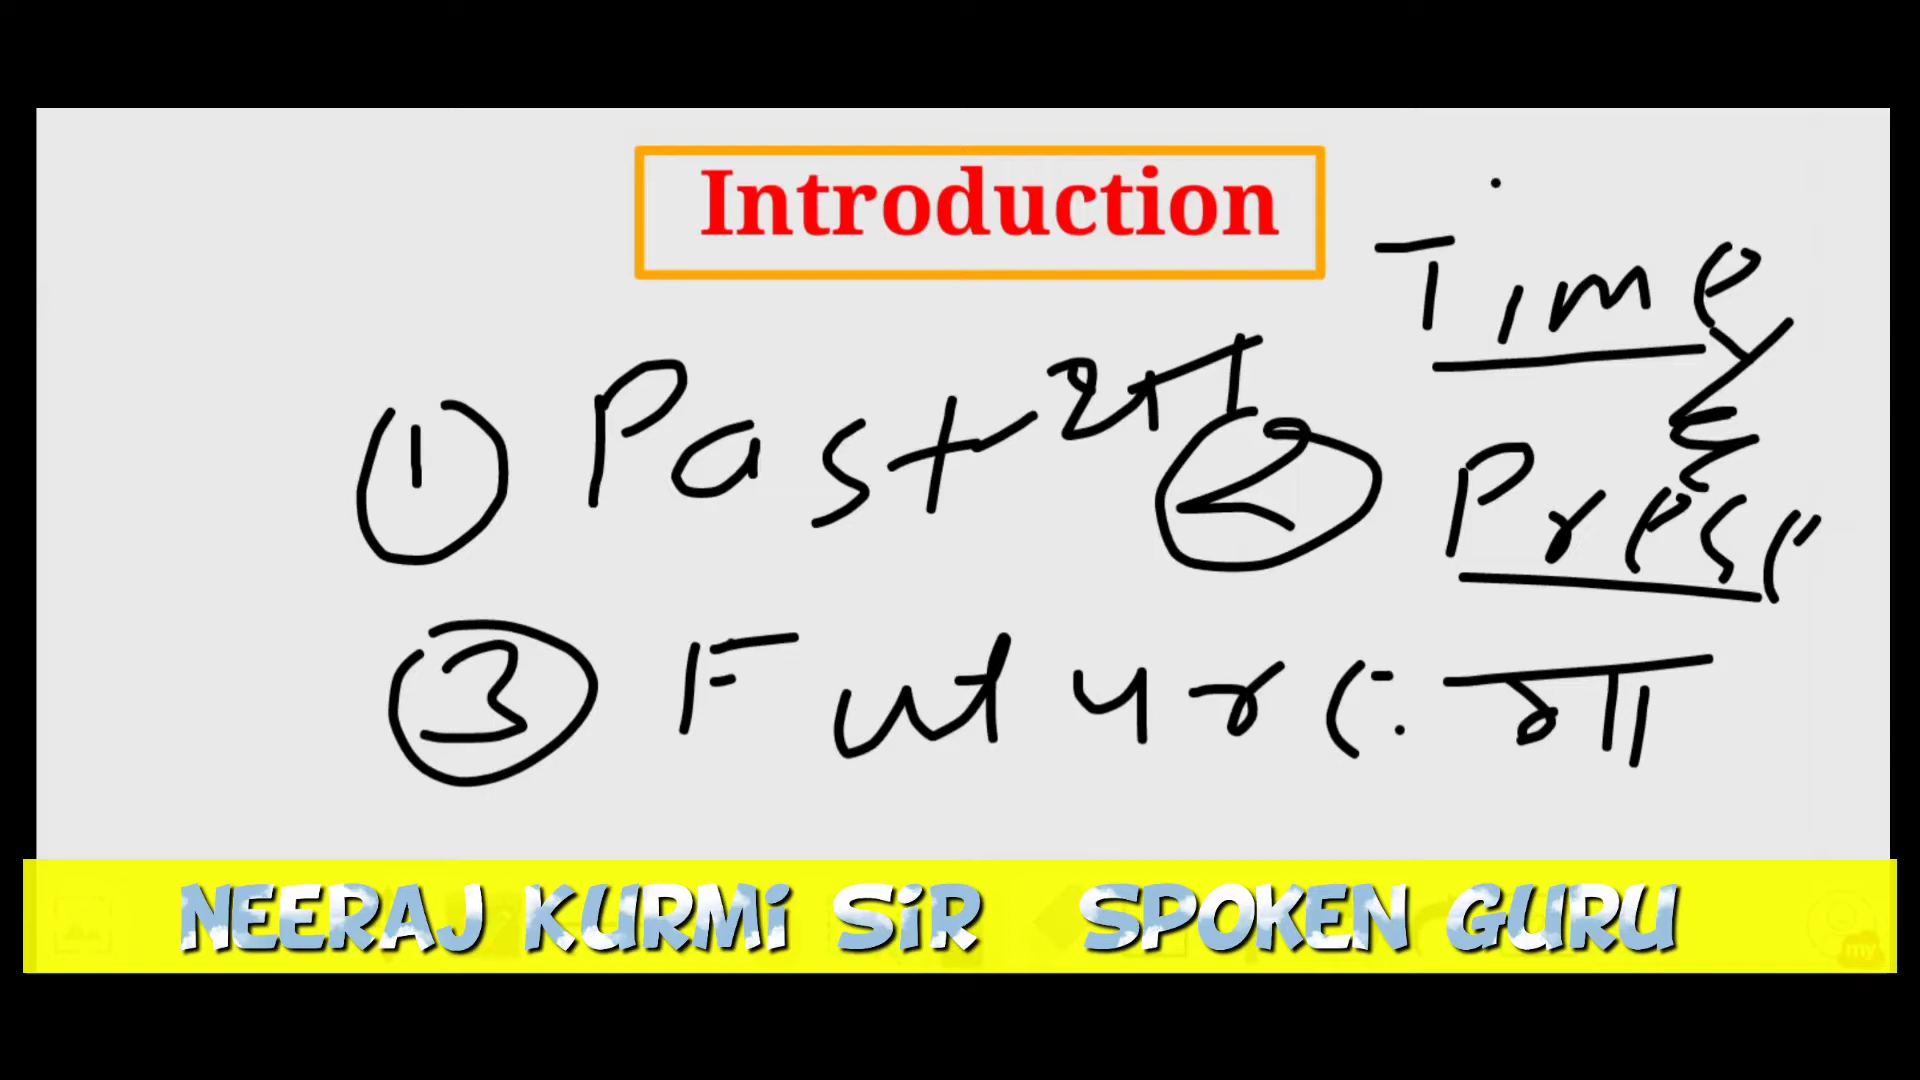 Introduction
Time
① Past था ② Prese
है
③ Future गा
NEERAJ KURMI SIR SPOKEN GURU